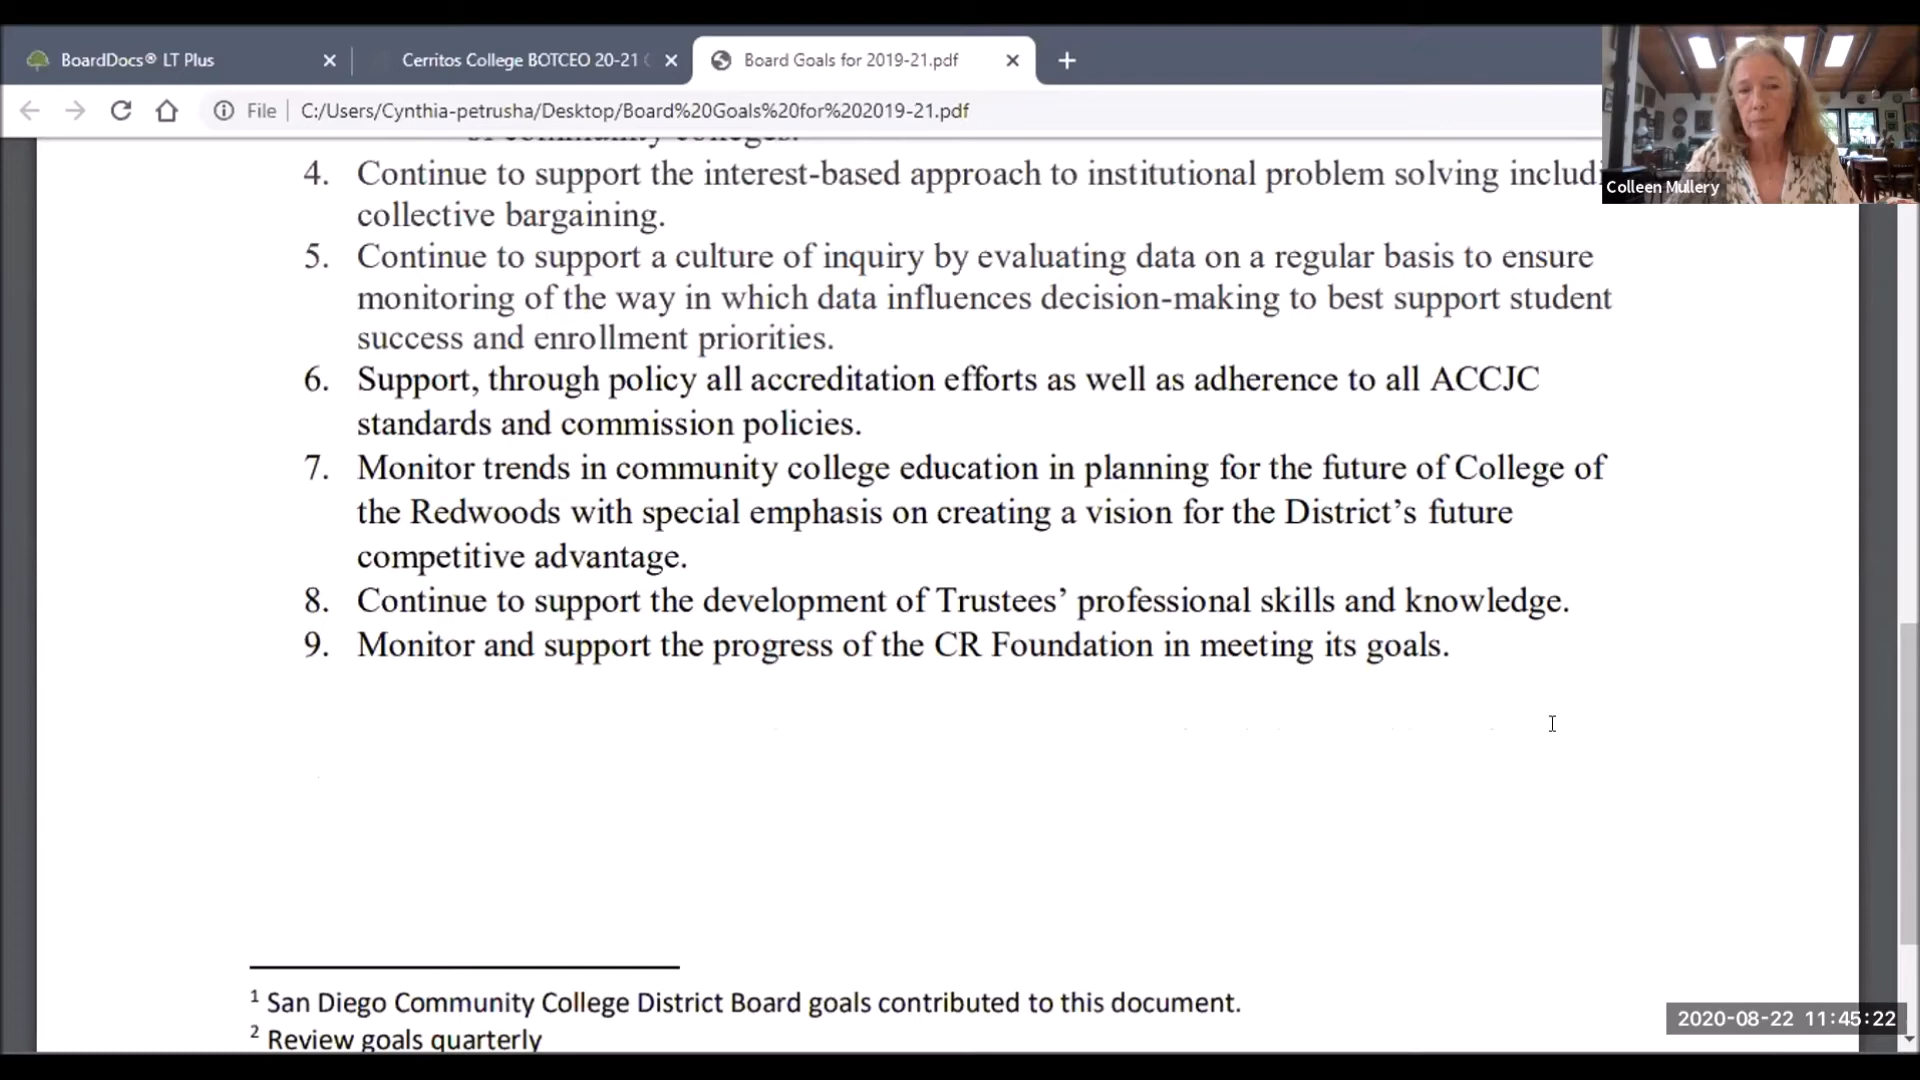 BoardDocs® LT Plus
Cerritos College BOTCEO 20-21
Board Goals for 2019-21.pdf
File
C:/Users/Cynthia-petrusha/Desktop/Board%20Goals%20for%202019-21.pdf
Colleen Mullery
of community colleges.
4. Continue to support the interest-based approach to institutional problem solving includi
collective bargaining.
5. Continue to support a culture of inquiry by evaluating data on a regular basis to ensure
monitoring of the way in which data influences decision-making to best support student
success and enrollment priorities.
6. Support, through policy all accreditation efforts as well as adherence to all ACCJC
standards and commission policies.
7. Monitor trends in community college education in planning for the future of College of
the Redwoods with special emphasis on creating a vision for the District’s future
competitive advantage.
8. Continue to support the development of Trustees’ professional skills and knowledge.
9. Monitor and support the progress of the CR Foundation in meeting its goals.
1 San Diego Community College District Board goals contributed to this document.
2 Review goals quarterly
2020-08-22 11:45:22